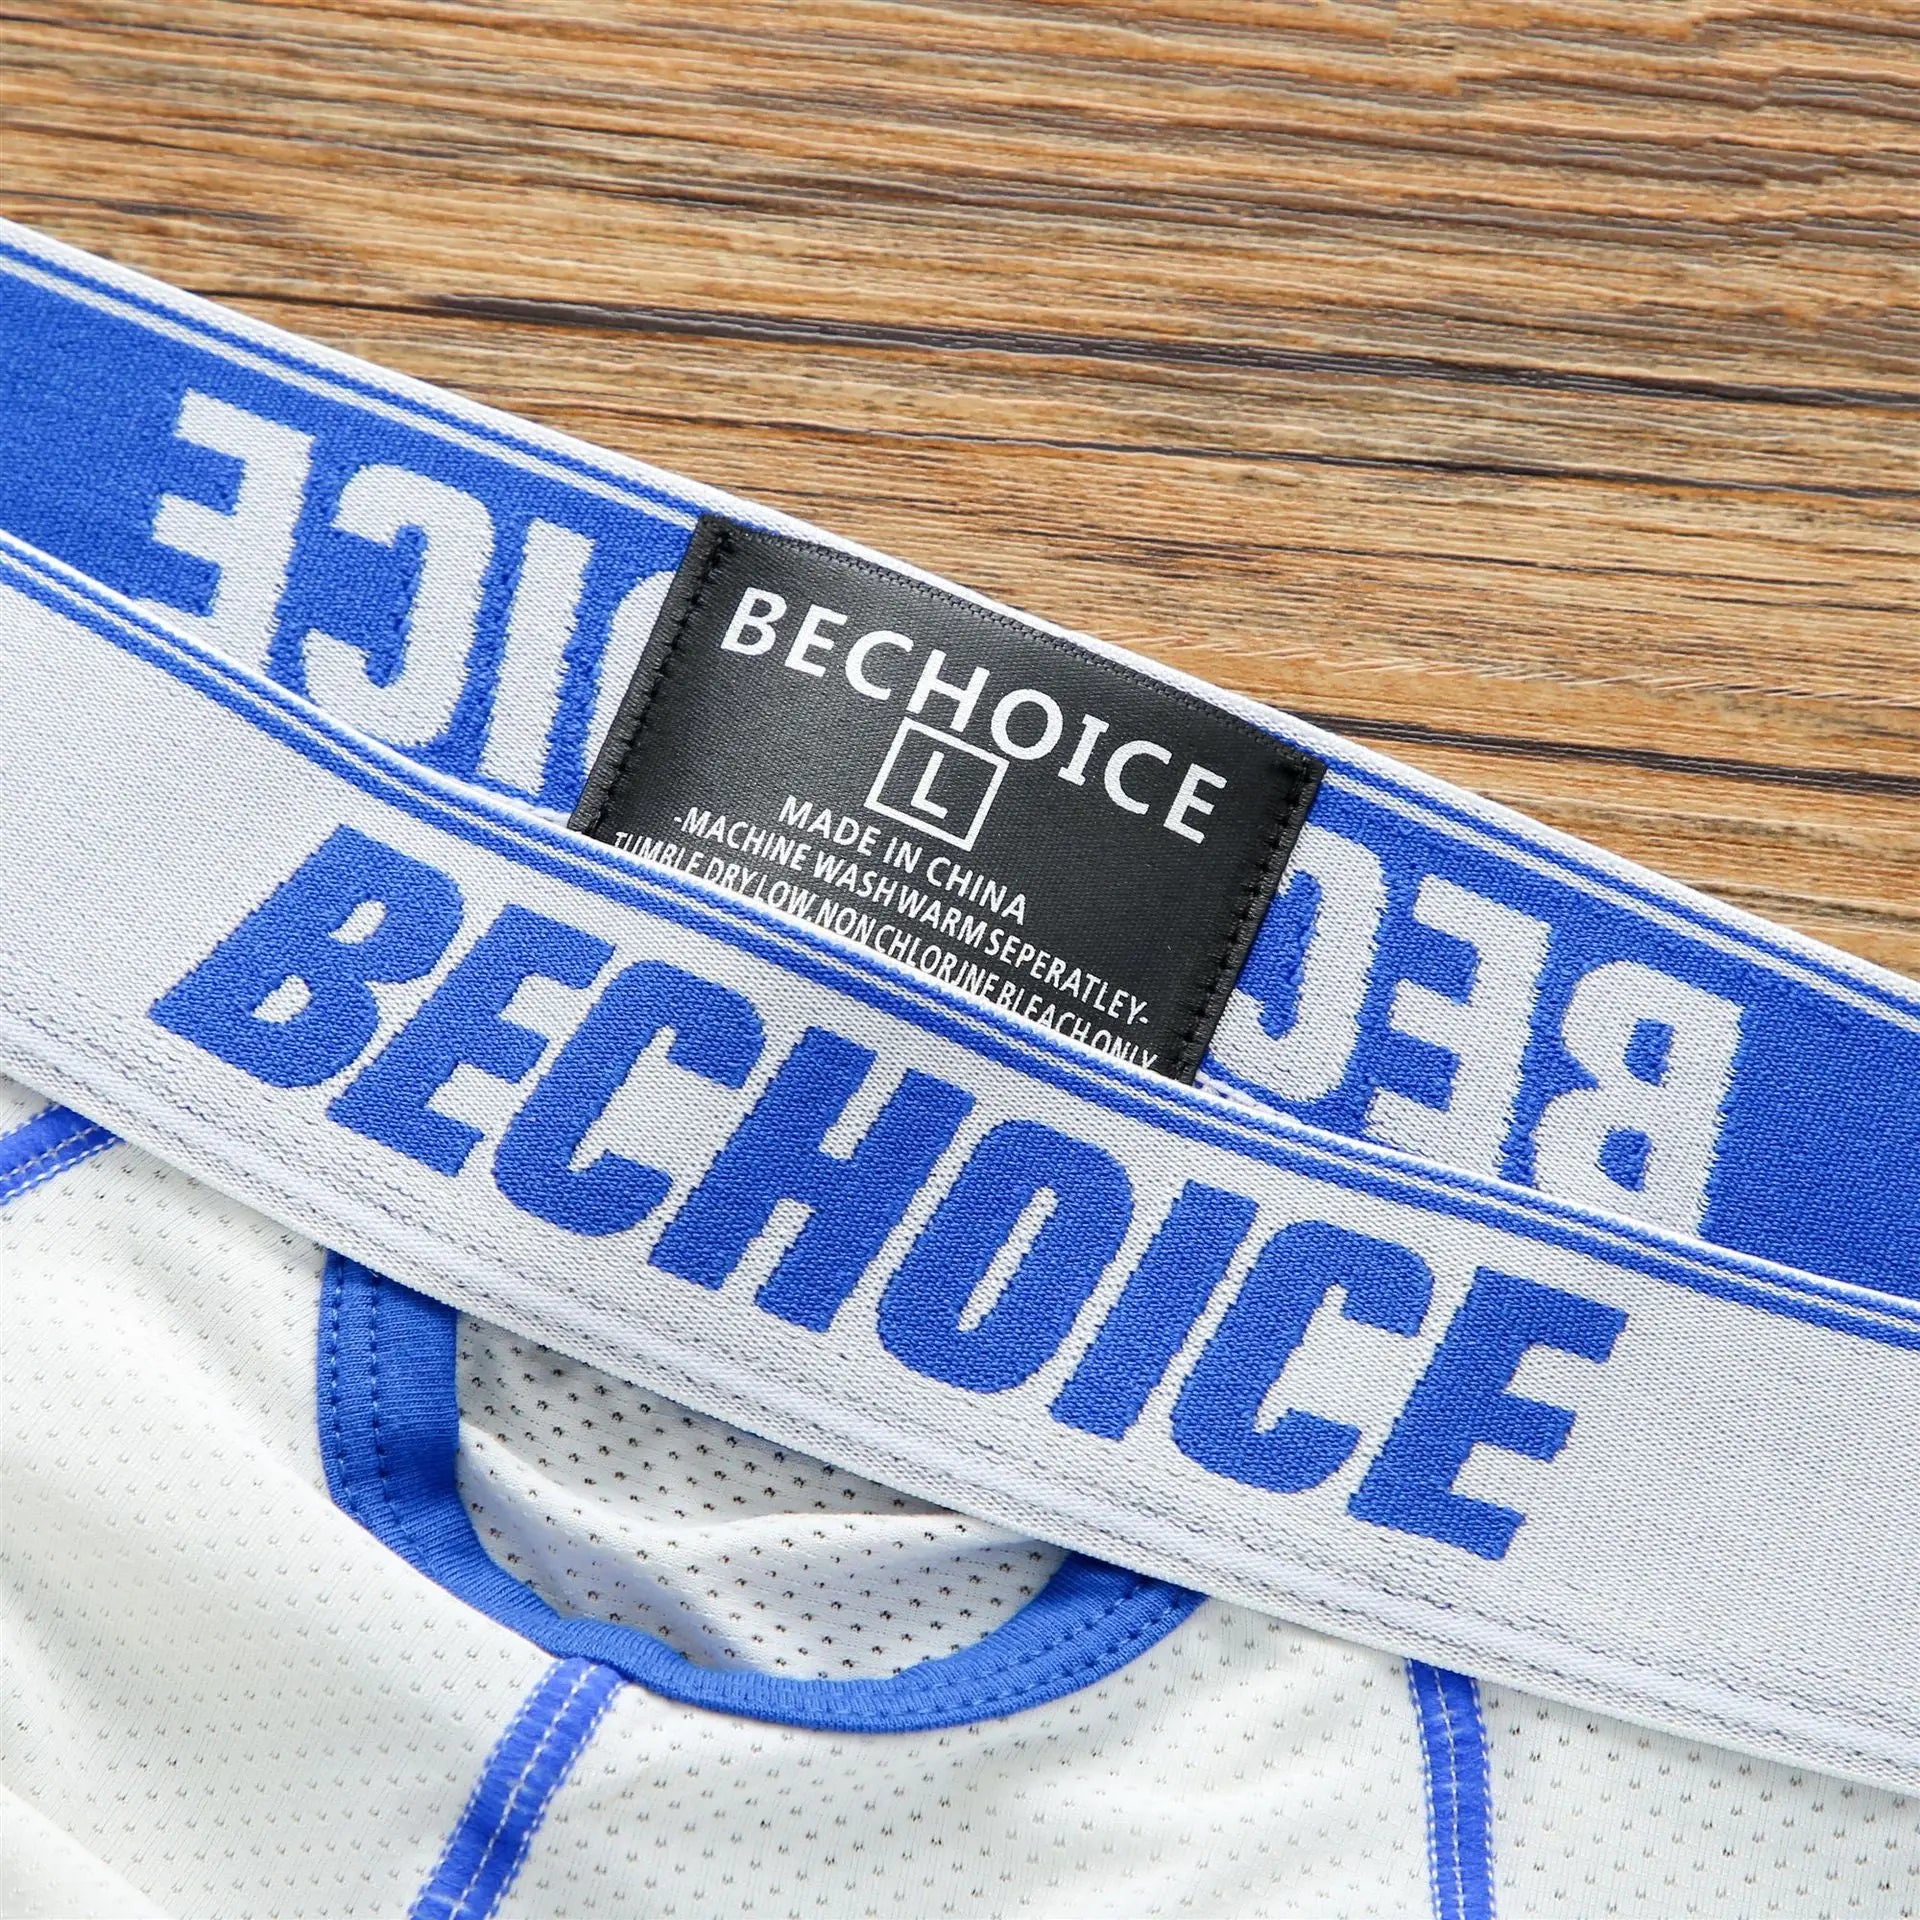 BECHOICE
L
MADE IN CHINA
-MACHINE WASH WARM SEPERATLEY-
TUMBLE DRY LOW,NON CHLORINE BLEACH ONLY
BECHOICE